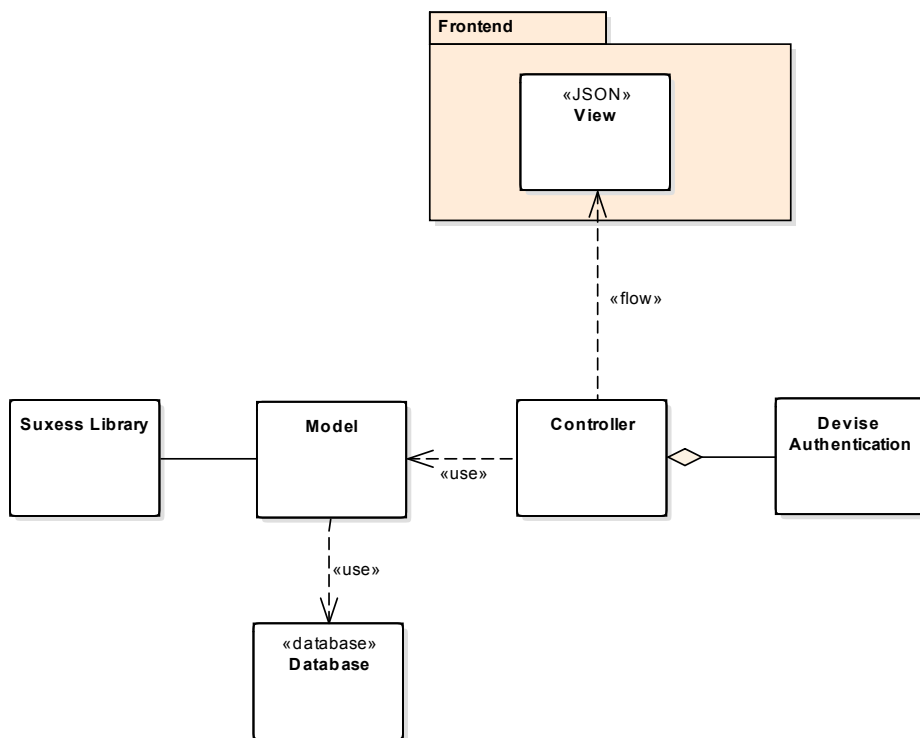 Frontend
«JSON»
View
«flow»
Suxess Library
Model
«use»
Controller
Devise
Authentication
«use»
«database»
Database